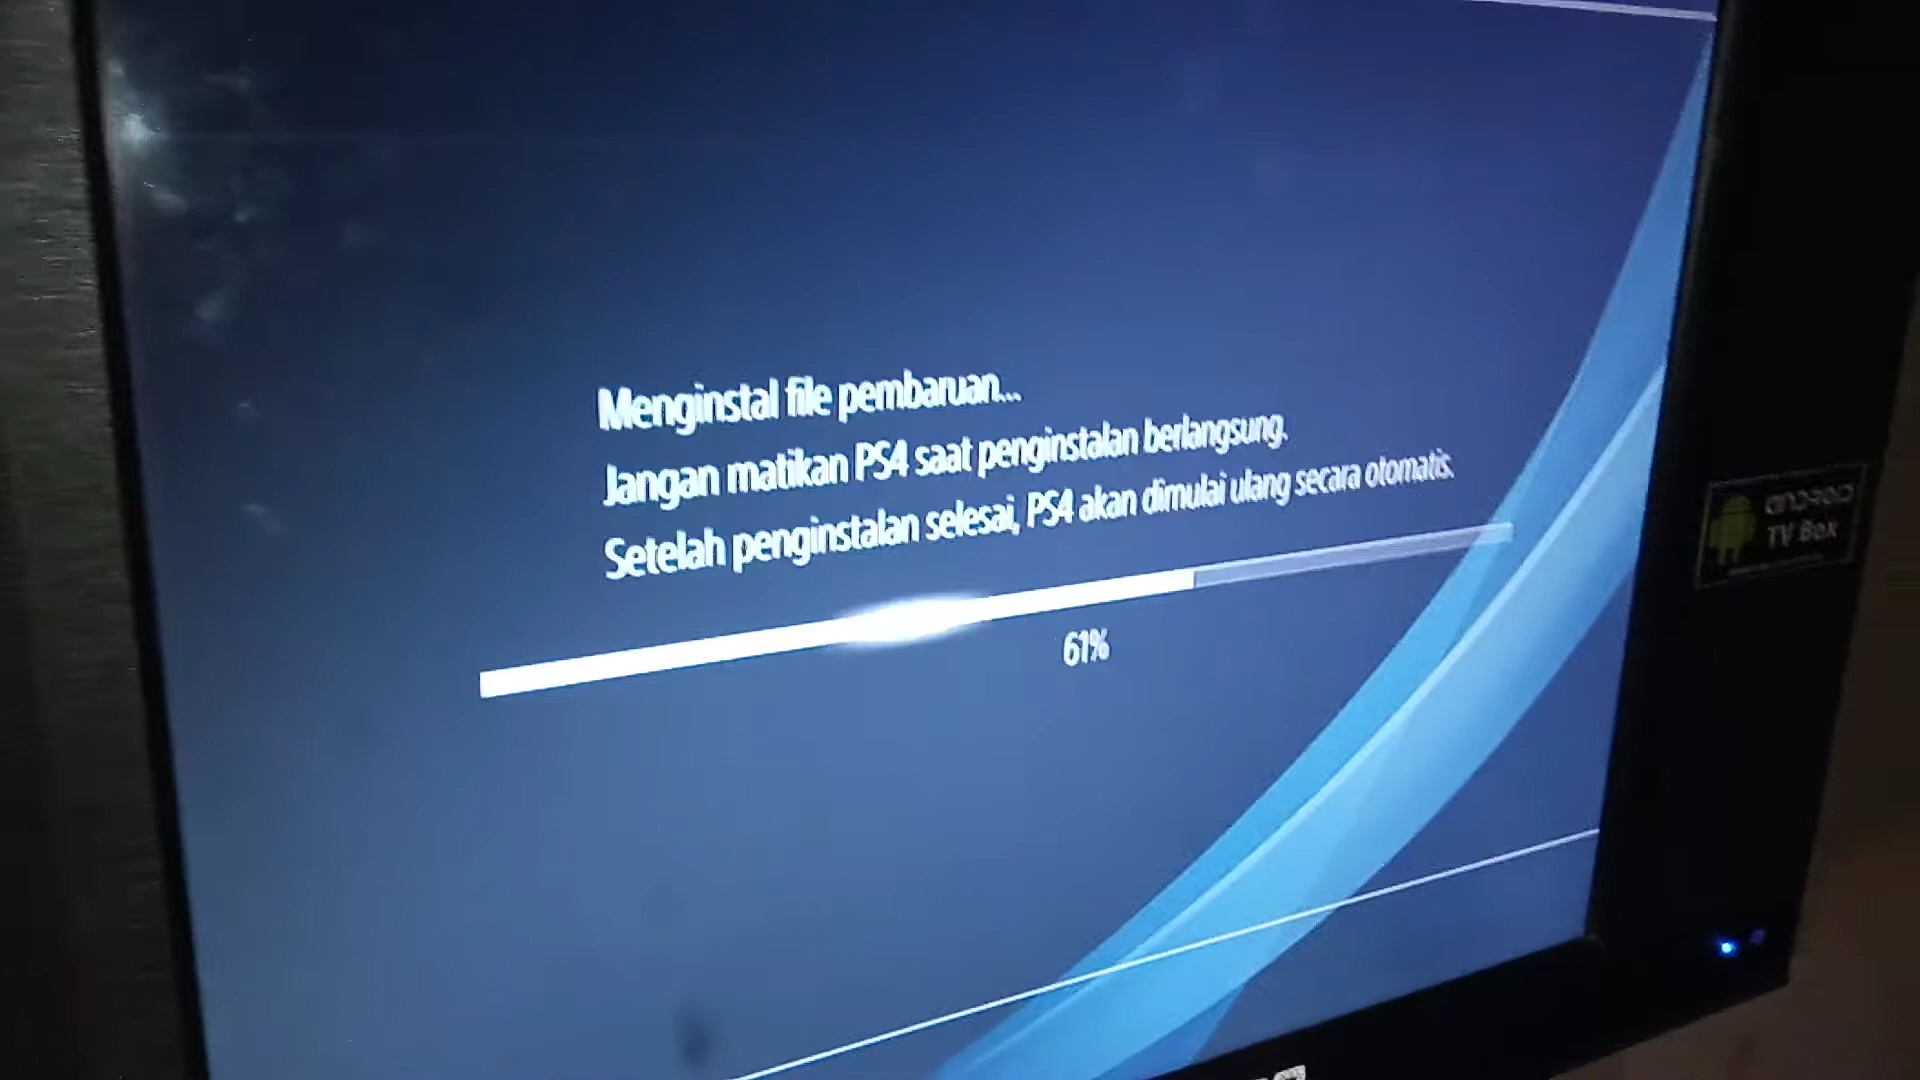 Menginstal file pembaruan...
Jangan matikan PS4 saat penginstalan berlangsung.
Setelah penginstalan selesai, PS4 akan dimulai ulang secara otomatis.
61%
ANDROID
TV Box